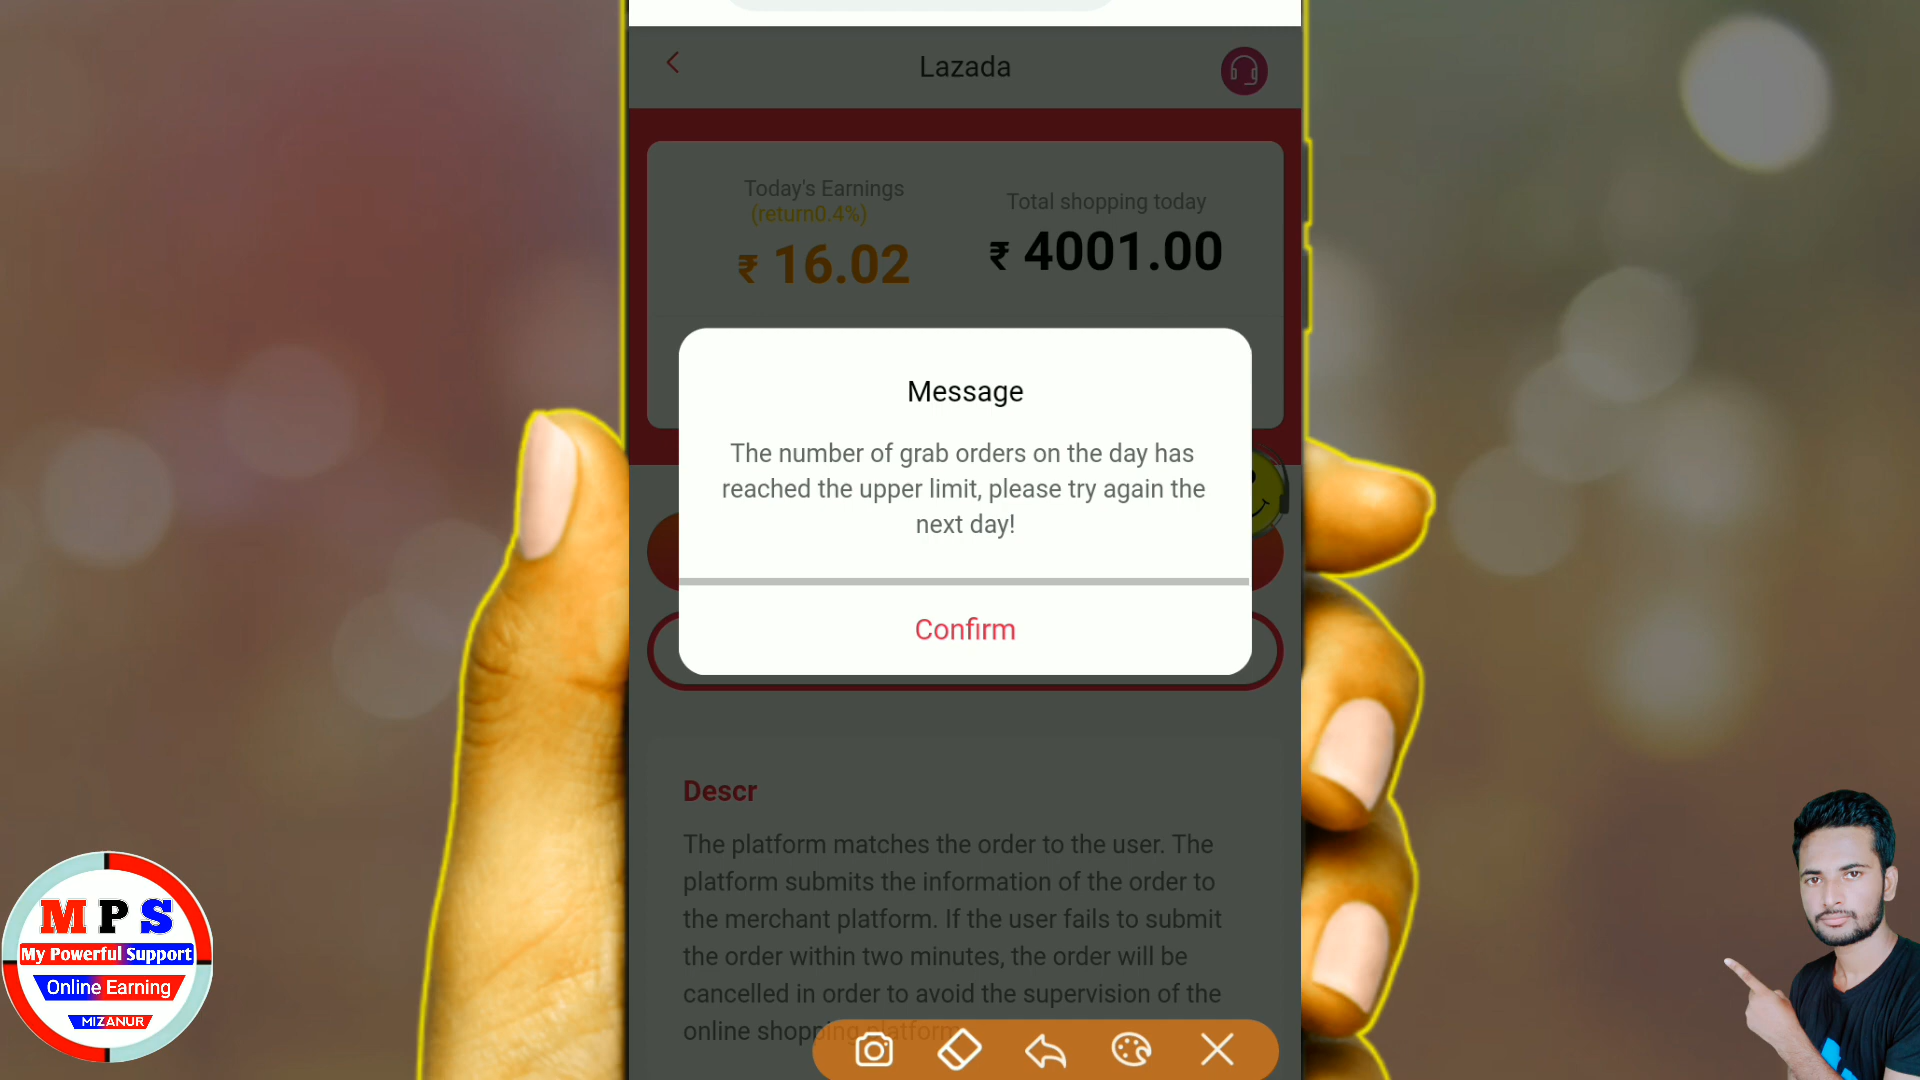 Lazada
Today's Earnings
(return0.4%)
₹ 16.02
Total shopping today
₹ 4001.00
Message
The number of grab orders on the day has
reached the upper limit, please try again the
next day!
Confirm
Descr
The platform matches the order to the user. The
platform submits the information of the order to
the merchant platform. If the user fails to submit
the order within two minutes, the order will be
cancelled in order to avoid the supervision of the
online shopping platform
M P S
My Powerful Support
Online Earning
MIZANUR